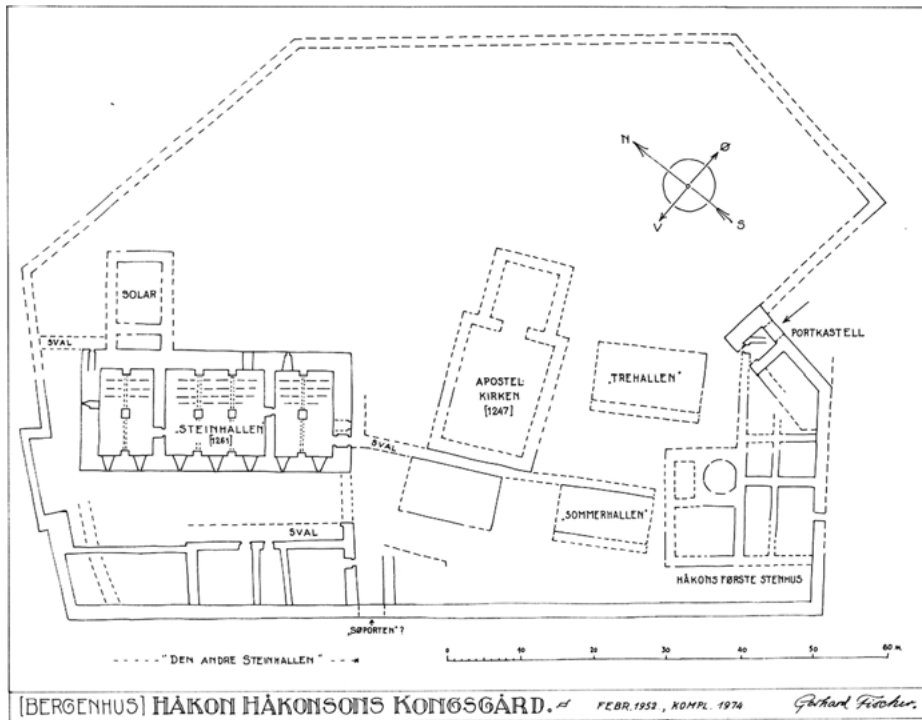 N
Ø
V
S
SOLAR
SVAL
PORTKASTELL
APOSTEL-
KIRKEN
[1247]
„TREHALLEN"
„STEINHALLEN"
[1261]
SVAL
„SOMMERHALLEN"
SVAL
HÅKONS FØRSTE STENHUS
„SØPORTEN"?
"DEN ANDRE STEINHALLEN"
0 10 20 30 40 50 60 M
[BERGENHUS] HÅKON HÅKONSONS KONGSGÅRD. FEBR. 1952., KOMPL. 1974 Gerhard Fischer.